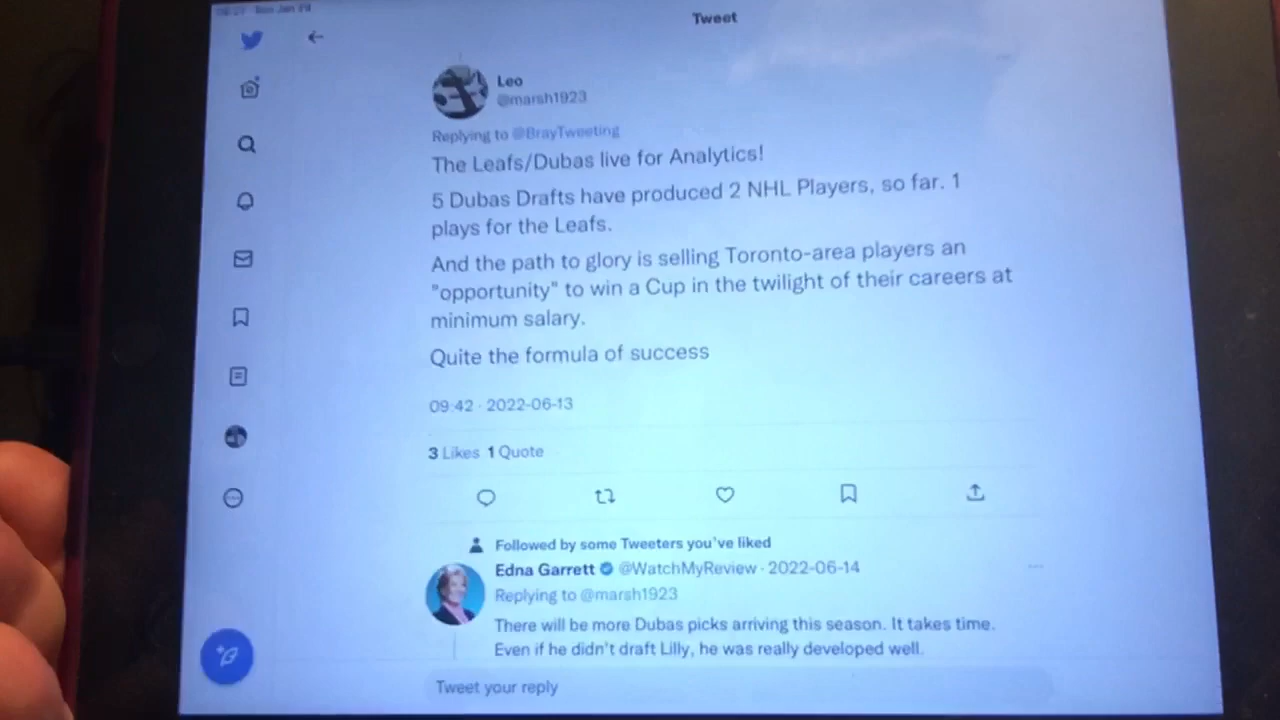 Tweet
Leo
@marsh1923
Replying to @BrayTweeting
The Leafs/Dubas live for Analytics!
5 Dubas Drafts have produced 2 NHL Players, so far. 1
plays for the Leafs.
And the path to glory is selling Toronto-area players an
"opportunity" to win a Cup in the twilight of their careers at
minimum salary.
Quite the formula of success
09:42 · 2022-06-13
3 Likes 1 Quote
Followed by some Tweeters you've liked
Edna Garrett @WatchMyReview · 2022-06-14
Replying to @marsh1923
There will be more Dubas picks arriving this season. It takes time.
Even if he didn't draft Lilly, he was really developed well.
Tweet your reply